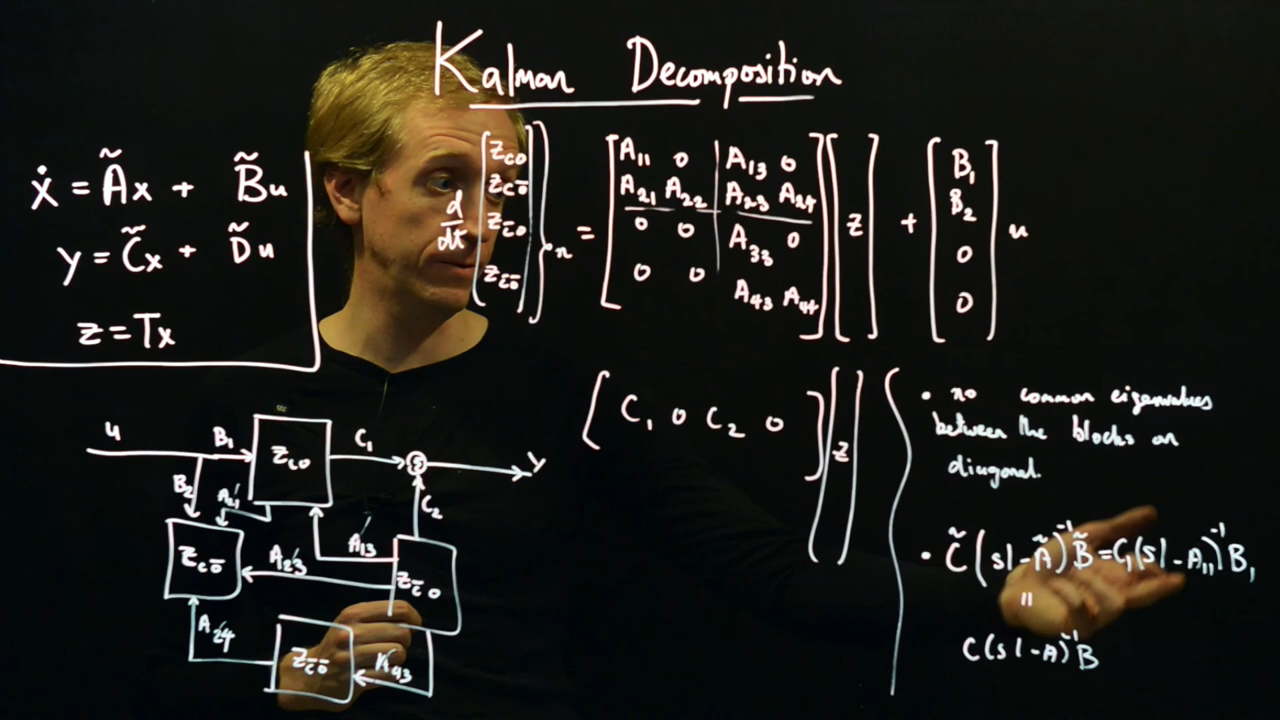 Kalman Decomposition
ẋ = Ãx + B̃u
y = C̃x + D̃u
z = Tx
d/dt [z_co z_cō z_c̄o z_c̄ō] } n = [A₁₁ 0 | A₁₃ 0
A₂₁ A₂₂ | A₂₃ A₂₄
0 0 | A₃₃ 0
0 0 | A₄₃ A₄₄] [z] + [B₁ B₂ 0 0] u
[C₁ 0 C₂ 0] [z]
u B₁ z_co C₁ S y
B₂ A₂₁ C₂
A₁₃
z_cō A₂₃ z_c̄o
A₂₄ z_c̄ō A₄₃
• no common eigenvalues
between the blocks on
diagonal.
• C̃(sI-Ã)⁻¹B̃=C₁(sI-A₁₁)⁻¹B₁
=
C(sI-A)⁻¹B